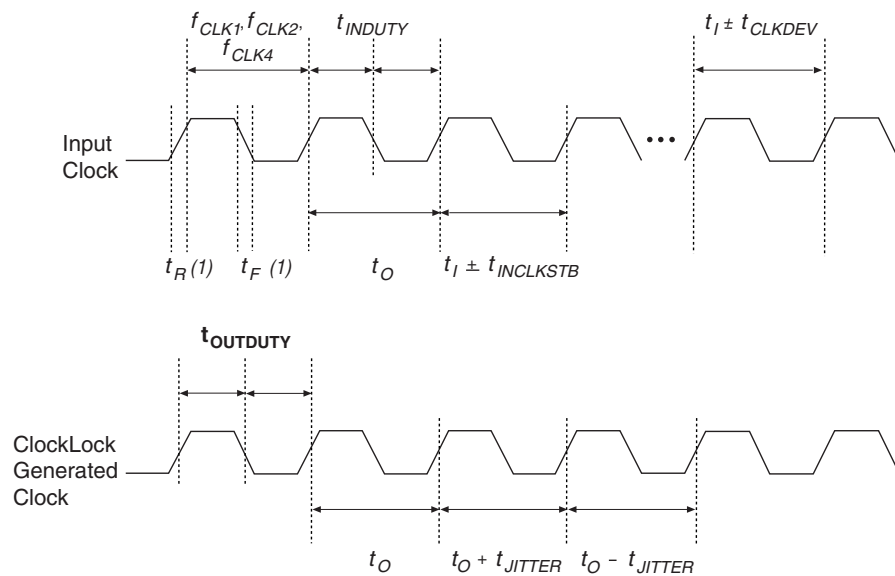 f_CLK1, f_CLK2,
f_CLK4
t_INDUTY
t_I ± t_CLKDEV
Input
Clock
•••
t_R (1)
t_F (1)
t_O
t_I ± t_INCLKSTB
t_OUTDUTY
ClockLock
Generated
Clock
t_O
t_O + t_JITTER
t_O – t_JITTER